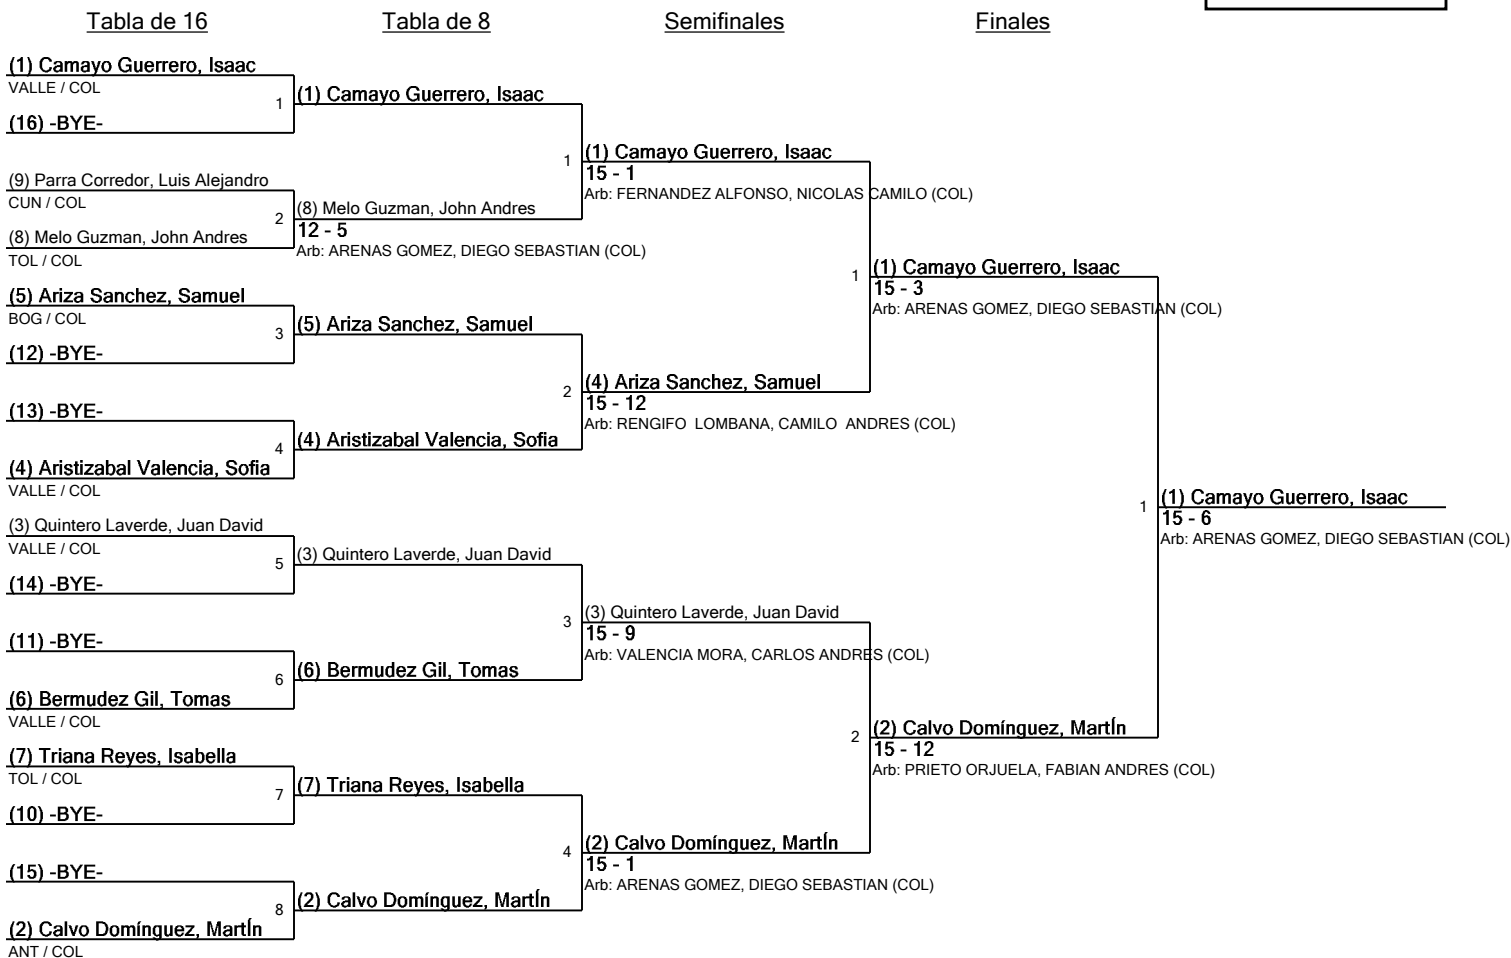 Tabla de 16
Tabla de 8
Semifinales
Finales
(1) Camayo Guerrero, Isaac
VALLE / COL
1
(16) -BYE-
(9) Parra Corredor, Luis Alejandro
CUN / COL
2
(8) Melo Guzman, John Andres
TOL / COL
(5) Ariza Sanchez, Samuel
BOG / COL
3
(12) -BYE-
(13) -BYE-
4
(4) Aristizabal Valencia, Sofia
VALLE / COL
(3) Quintero Laverde, Juan David
VALLE / COL
5
(14) -BYE-
(11) -BYE-
6
(6) Bermudez Gil, Tomas
VALLE / COL
(7) Triana Reyes, Isabella
TOL / COL
7
(10) -BYE-
(15) -BYE-
8
(2) Calvo Domínguez, MartÍn
ANT / COL
(1) Camayo Guerrero, Isaac
1
(8) Melo Guzman, John Andres
12 - 5
Arb: ARENAS GOMEZ, DIEGO SEBASTIAN (COL)
(5) Ariza Sanchez, Samuel
2
(4) Aristizabal Valencia, Sofia
(3) Quintero Laverde, Juan David
3
(6) Bermudez Gil, Tomas
(7) Triana Reyes, Isabella
4
(2) Calvo Domínguez, MartÍn
(1) Camayo Guerrero, Isaac
15 - 1
Arb: FERNANDEZ ALFONSO, NICOLAS CAMILO (COL)
1
(4) Ariza Sanchez, Samuel
15 - 12
Arb: RENGIFO  LOMBANA, CAMILO  ANDRES (COL)
(3) Quintero Laverde, Juan David
15 - 9
Arb: VALENCIA MORA, CARLOS ANDRES (COL)
2
(2) Calvo Domínguez, MartÍn
15 - 1
Arb: ARENAS GOMEZ, DIEGO SEBASTIAN (COL)
(1) Camayo Guerrero, Isaac
15 - 3
Arb: ARENAS GOMEZ, DIEGO SEBASTIAN (COL)
1
(2) Calvo Domínguez, MartÍn
15 - 12
Arb: PRIETO ORJUELA, FABIAN ANDRES (COL)
(1) Camayo Guerrero, Isaac
15 - 6
Arb: ARENAS GOMEZ, DIEGO SEBASTIAN (COL)